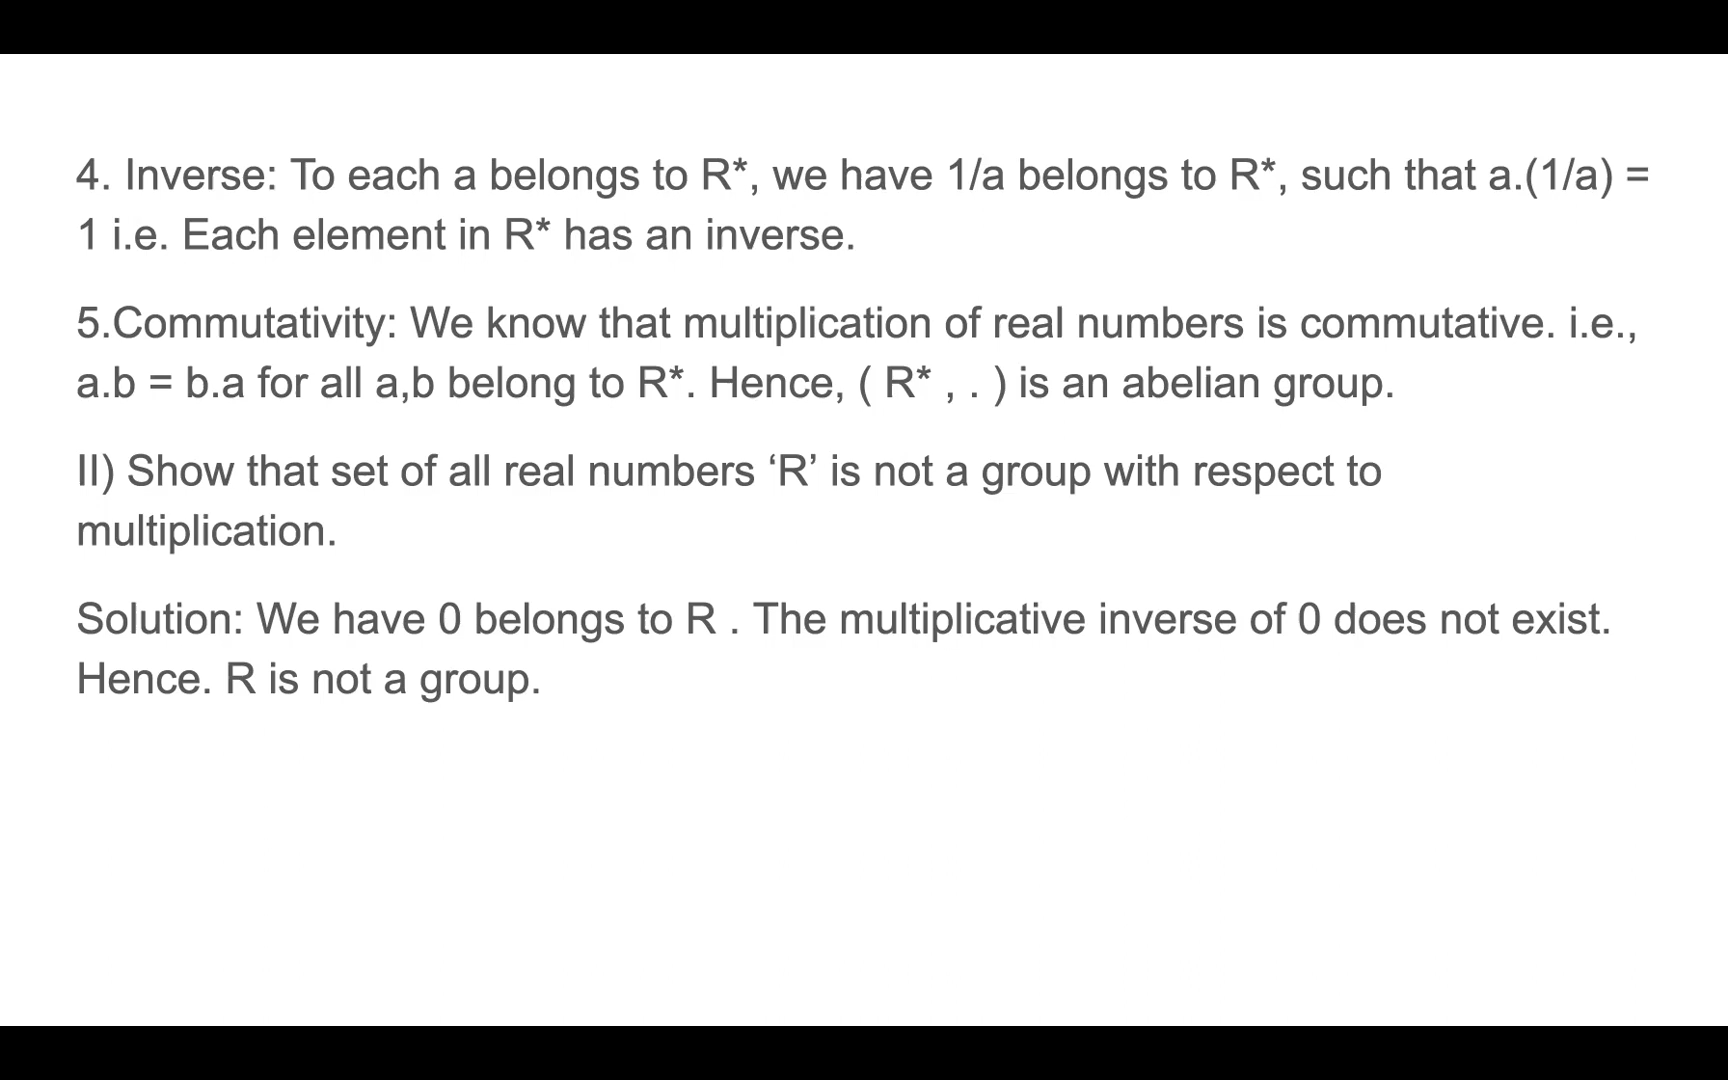 4. Inverse: To each a belongs to R*, we have 1/a belongs to R*, such that a.(1/a) =
1 i.e. Each element in R* has an inverse.
5.Commutativity: We know that multiplication of real numbers is commutative. i.e.,
a.b = b.a for all a,b belong to R*. Hence, ( R* , . ) is an abelian group.
II) Show that set of all real numbers ‘R’ is not a group with respect to
multiplication.
Solution: We have 0 belongs to R . The multiplicative inverse of 0 does not exist.
Hence. R is not a group.